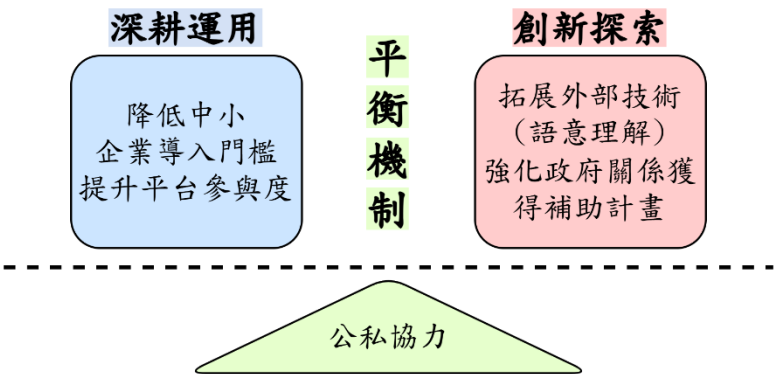 深耕運用
降低中小
企業導入門檻
提升平台參與度
平
衡
機
制
創新探索
拓展外部技術
（語意理解）
強化政府關係獲
得補助計畫
公私協力